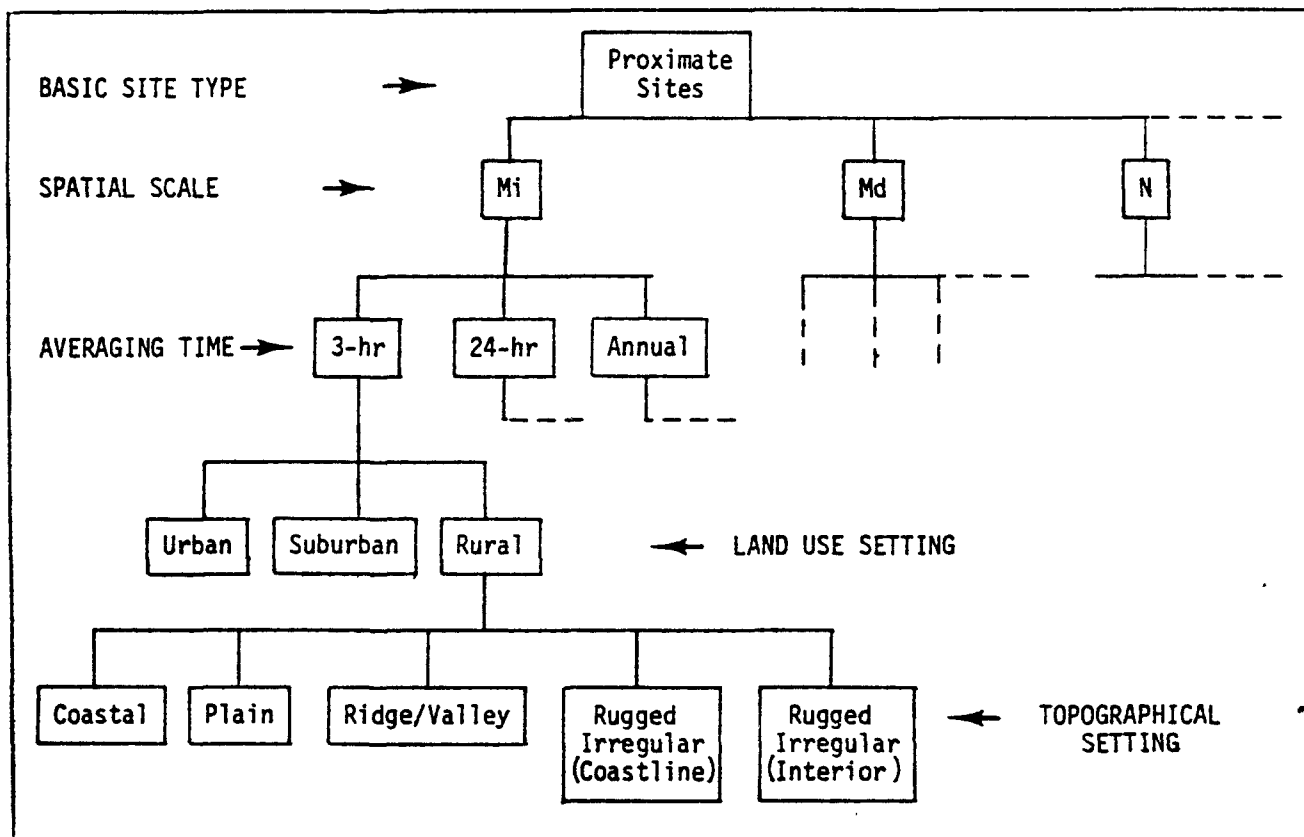 Proximate
Sites
BASIC SITE TYPE
SPATIAL SCALE
Mi
Md
N
AVERAGING TIME
3-hr
24-hr
Annual
Urban
Suburban
Rural
LAND USE SETTING
Coastal
Plain
Ridge/Valley
Rugged
Irregular
(Coastline)
Rugged
Irregular
(Interior)
TOPOGRAPHICAL
SETTING